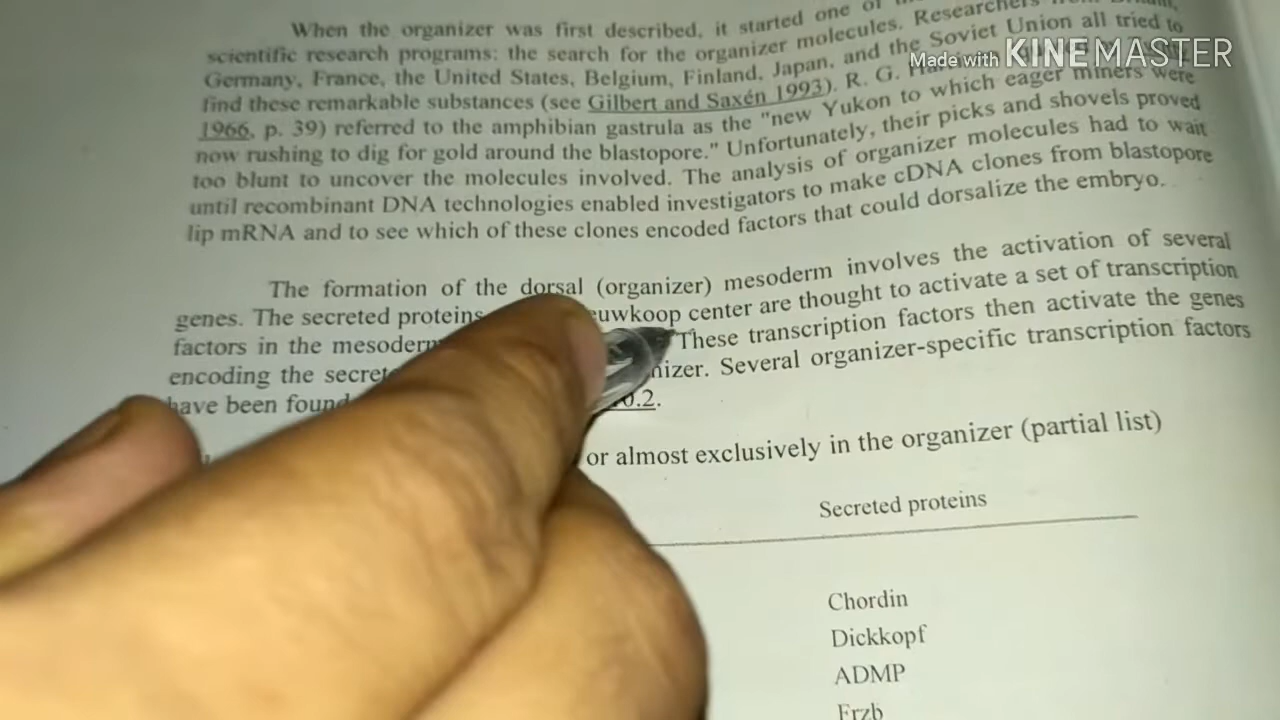 When the organizer was first described, it started one of
scientific research programs: the search for the organizer molecules. Researchers
Germany, France, the United States, Belgium, Finland, Japan, and the Soviet Union all tried to
find these remarkable substances (see Gilbert and Saxén 1993). R. G.
Made with KINEMASTER
1966, p. 39) referred to the amphibian gastrula as the "new Yukon to which eager miners were
now rushing to dig for gold around the blastopore." Unfortunately, their picks and shovels proved
too blunt to uncover the molecules involved. The analysis of organizer molecules had to wait
until recombinant DNA technologies enabled investigators to make cDNA clones from blastopore
lip mRNA and to see which of these clones encoded factors that could dorsalize the embryo.
The formation of the dorsal (organizer) mesoderm involves the activation of several
genes. The secreted proteins euwkoop center are thought to activate a set of transcription
factors in the mesoderm These transcription factors then activate the genes
encoding the secrete nizer. Several organizer-specific transcription factors
have been found 0.2.
or almost exclusively in the organizer (partial list)
Secreted proteins
Chordin
Dickkopf
ADMP
Frzb